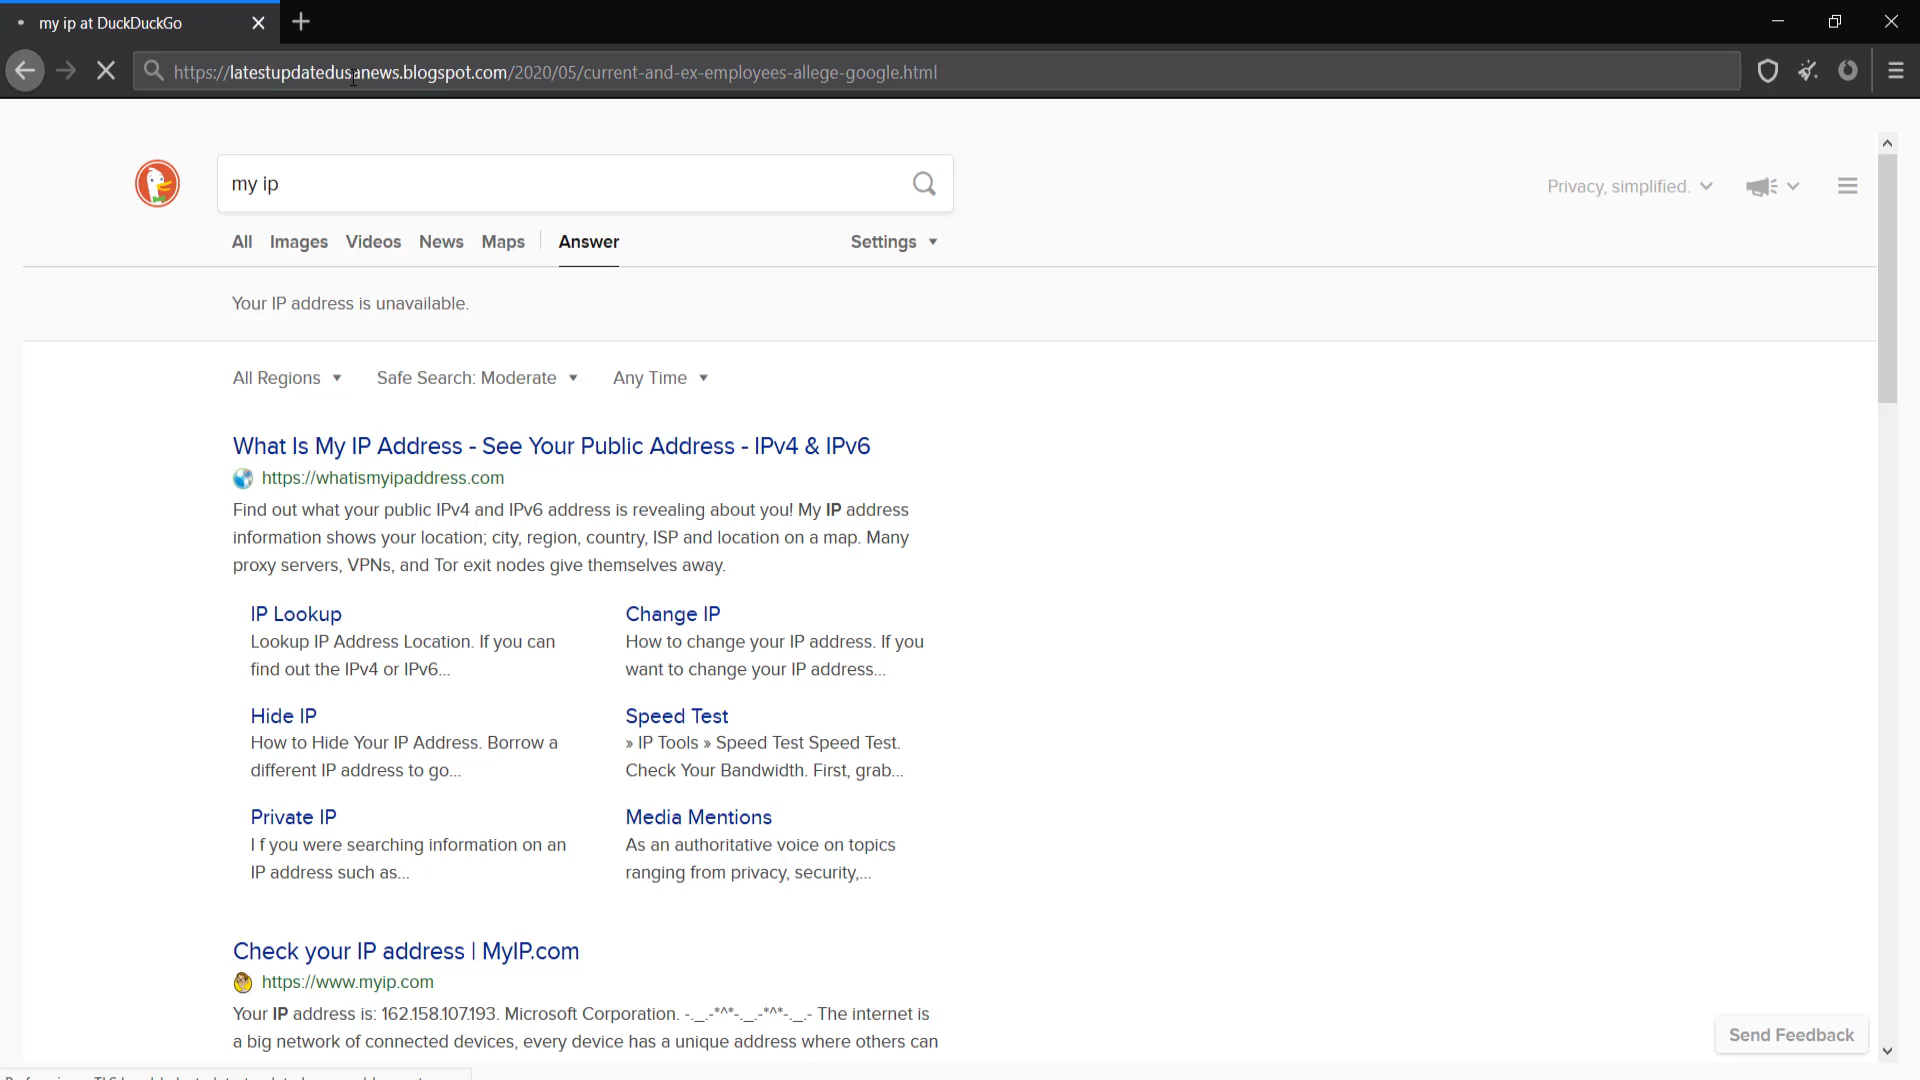 my ip at DuckDuckGo
https://latestupdatedusanews.blogspot.com/2020/05/current-and-ex-employees-allege-google.html
my ip
Privacy, simplified.
All Images Videos News Maps Answer Settings
Your IP address is unavailable.
All Regions Safe Search: Moderate Any Time
What Is My IP Address - See Your Public Address - IPv4 & IPv6
https://whatismyipaddress.com
Find out what your public IPv4 and IPv6 address is revealing about you! My IP address
information shows your location; city, region, country, ISP and location on a map. Many
proxy servers, VPNs, and Tor exit nodes give themselves away.
IP Lookup
Lookup IP Address Location. If you can
find out the IPv4 or IPv6...
Change IP
How to change your IP address. If you
want to change your IP address...
Hide IP
How to Hide Your IP Address. Borrow a
different IP address to go...
Speed Test
» IP Tools » Speed Test Speed Test.
Check Your Bandwidth. First, grab...
Private IP
I f you were searching information on an
IP address such as...
Media Mentions
As an authoritative voice on topics
ranging from privacy, security,...
Check your IP address | MyIP.com
https://www.myip.com
Your IP address is: 162.158.107.193. Microsoft Corporation. -._.-*^*-._.-*^*-._.- The internet is
a big network of connected devices, every device has a unique address where others can
Send Feedback